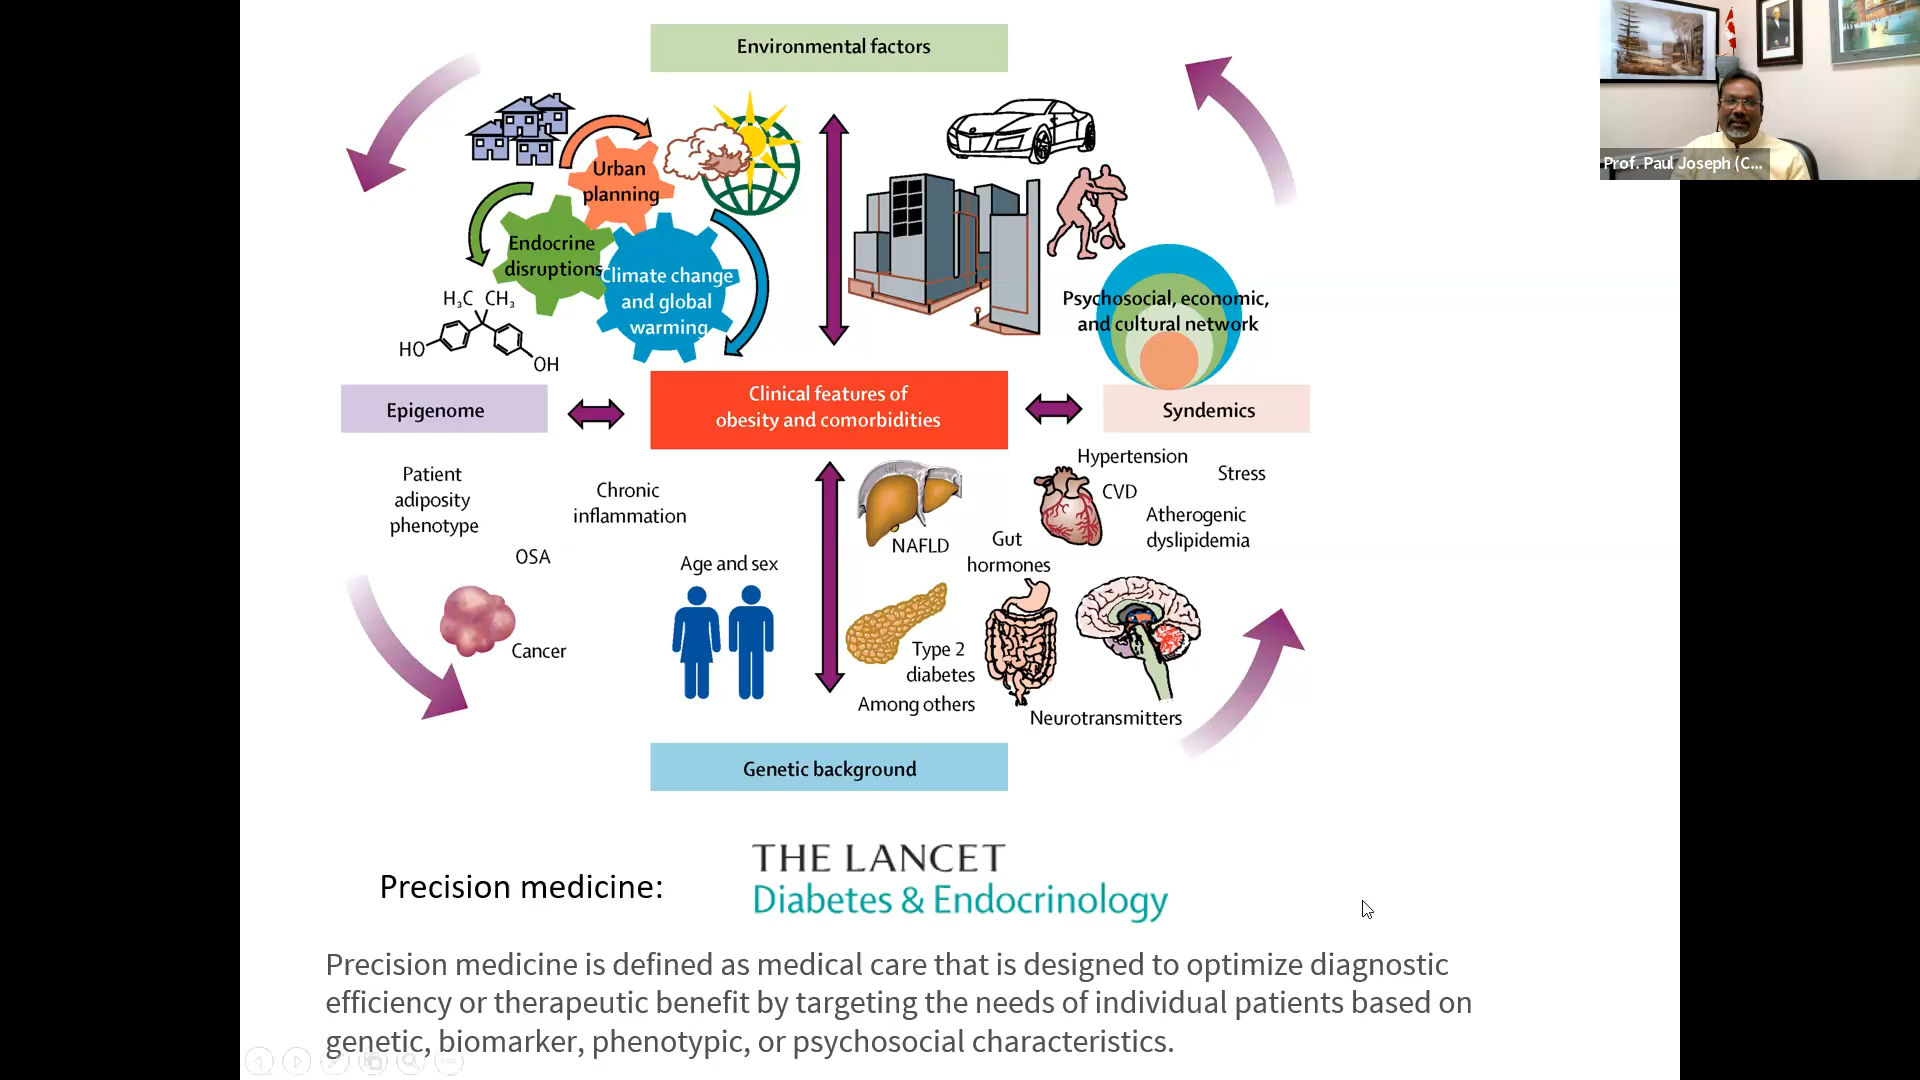 Environmental factors
Prof. Paul Joseph (C...
Urban
planning
Endocrine
disruptions
Climate change
and global
warming
H₃C CH₃
HO
OH
Psychosocial, economic,
and cultural network
Epigenome
Clinical features of
obesity and comorbidities
Syndemics
Patient
adiposity
phenotype
Chronic
inflammation
OSA
Cancer
Age and sex
NAFLD
Gut
hormones
Hypertension
Stress
CVD
Atherogenic
dyslipidemia
Type 2
diabetes
Among others
Neurotransmitters
Genetic background
THE LANCET
Diabetes & Endocrinology
Precision medicine:
Precision medicine is defined as medical care that is designed to optimize diagnostic
efficiency or therapeutic benefit by targeting the needs of individual patients based on
genetic, biomarker, phenotypic, or psychosocial characteristics.